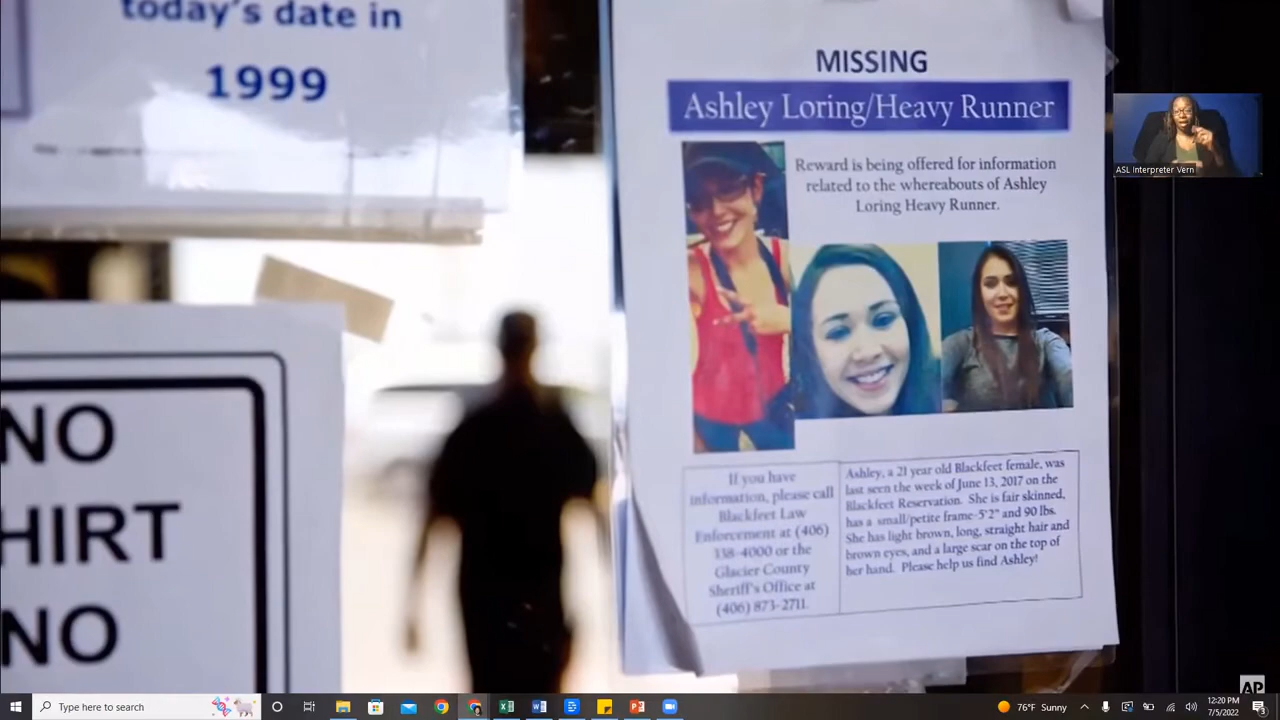 today's date in
1999
NO
HIRT
NO
MISSING
Ashley Loring/Heavy Runner
Reward is being offered for information
related to the whereabouts of Ashley
Loring Heavy Runner.
If you have
information, please call
Blackfeet Law
Enforcement at (406)
338-4000 or the
Glacier County
Sheriff's Office at
(406) 873-2711.
Ashley, a 21 year old Blackfeet female, was
last seen the week of June 13, 2017 on the
Blackfeet Reservation. She is fair skinned,
has a small/petite frame-5'2" and 90 lbs.
She has light brown, long, straight hair and
brown eyes, and a large scar on the top of
her hand. Please help us find Ashley!
ASL Interpreter Vern
AP
Type here to search
76°F Sunny
12:20 PM
7/5/2022